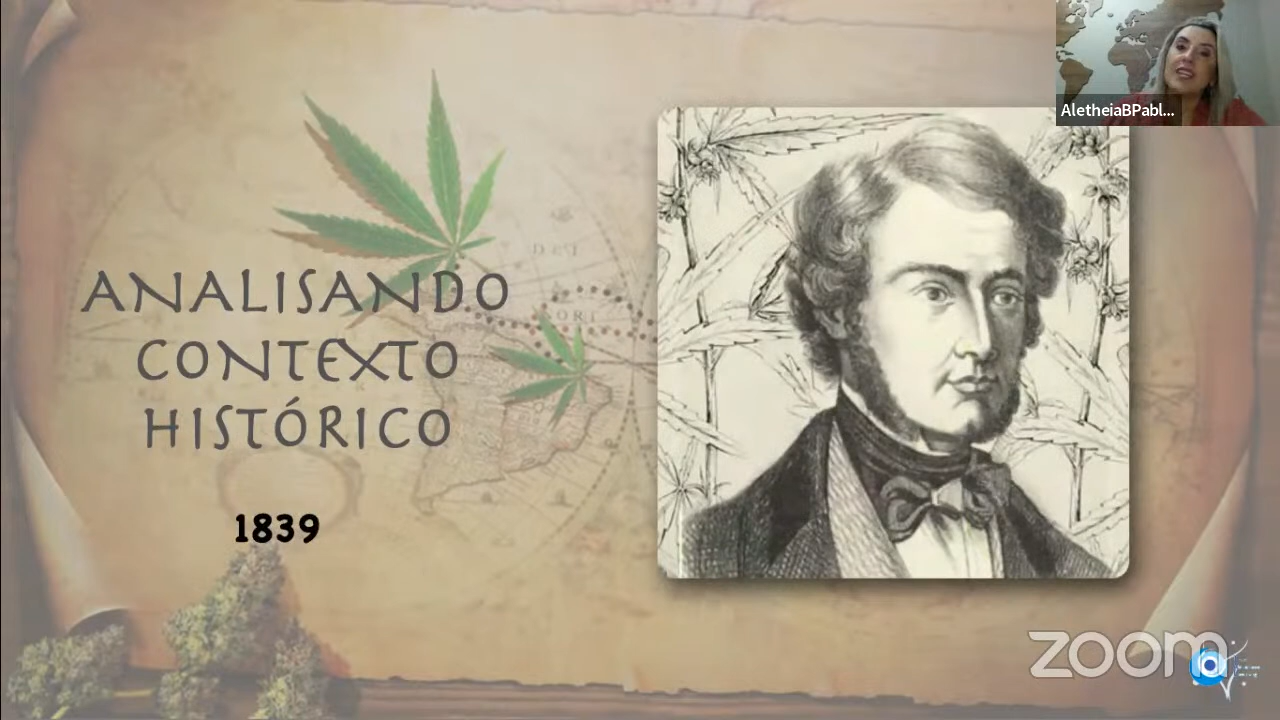 AletheiaBPabl...
ANALISANDO
CONTEXTO
HISTÓRICO
1839
zoom